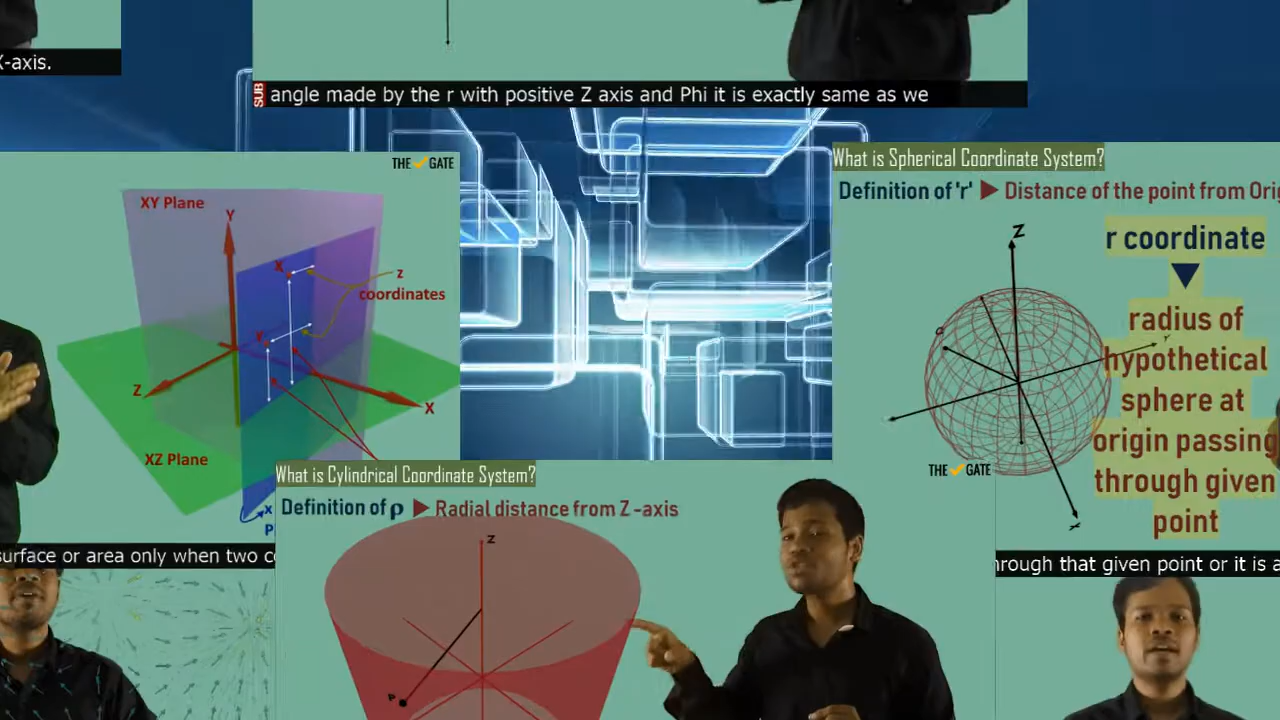 X-axis.
SUB angle made by the r with positive Z axis and Phi it is exactly same as we
THE GATE
XY Plane
Y
X
z
coordinates
Y
Z
X
XZ Plane
surface or area only when two
What is Spherical Coordinate System?
Definition of 'r' ▶ Distance of the point from
Z
r coordinate
radius of
hypothetical
sphere at
origin passing
through given
point
Y
X
THE GATE
through that given point or it is a
What is Cylindrical Coordinate System?
Definition of ρ ▶ Radial distance from Z-axis
Z
P